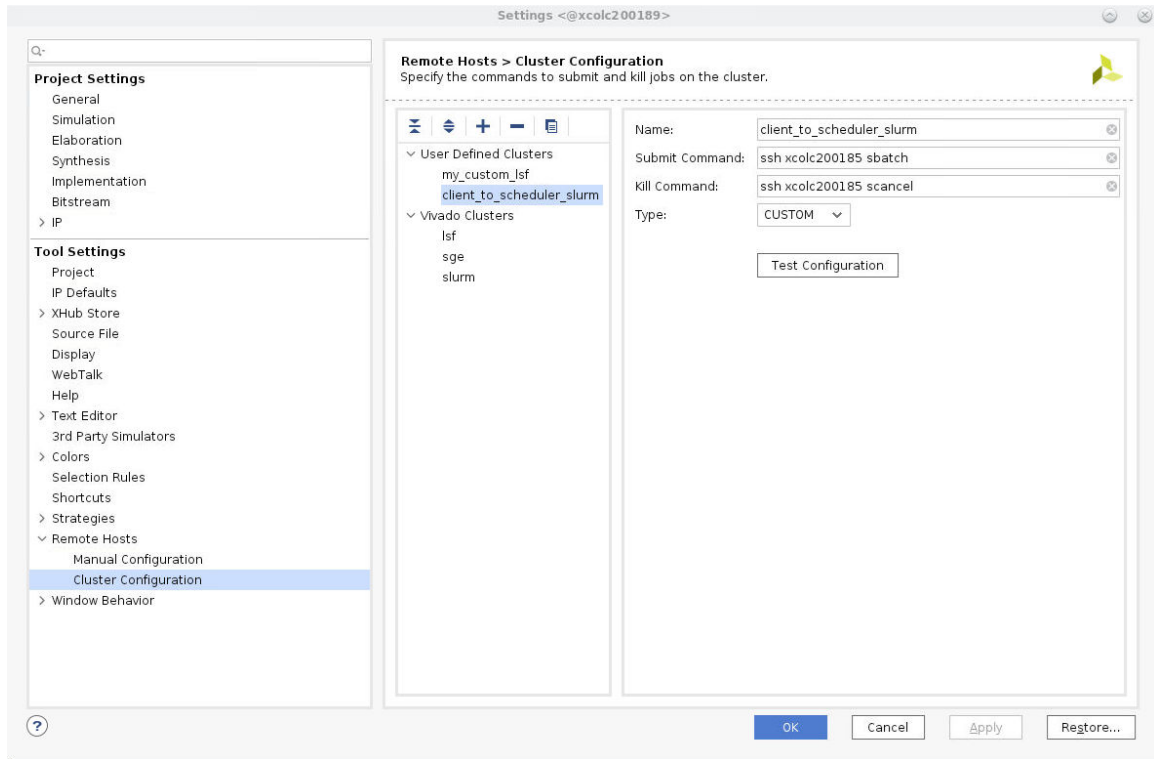 Settings <@xcolc200189>
Q-
Project Settings
General
Simulation
Elaboration
Synthesis
Implementation
Bitstream
> IP
Tool Settings
Project
IP Defaults
> XHub Store
Source File
Display
WebTalk
Help
> Text Editor
3rd Party Simulators
> Colors
Selection Rules
Shortcuts
> Strategies
Remote Hosts
Manual Configuration
Cluster Configuration
> Window Behavior
Remote Hosts > Cluster Configuration
Specify the commands to submit and kill jobs on the cluster.
User Defined Clusters
my_custom_lsf
client_to_scheduler_slurm
Vivado Clusters
lsf
sge
slurm
Name: client_to_scheduler_slurm
Submit Command: ssh xcolc200185 sbatch
Kill Command: ssh xcolc200185 scancel
Type: CUSTOM
Test Configuration
? OK Cancel Apply Restore...